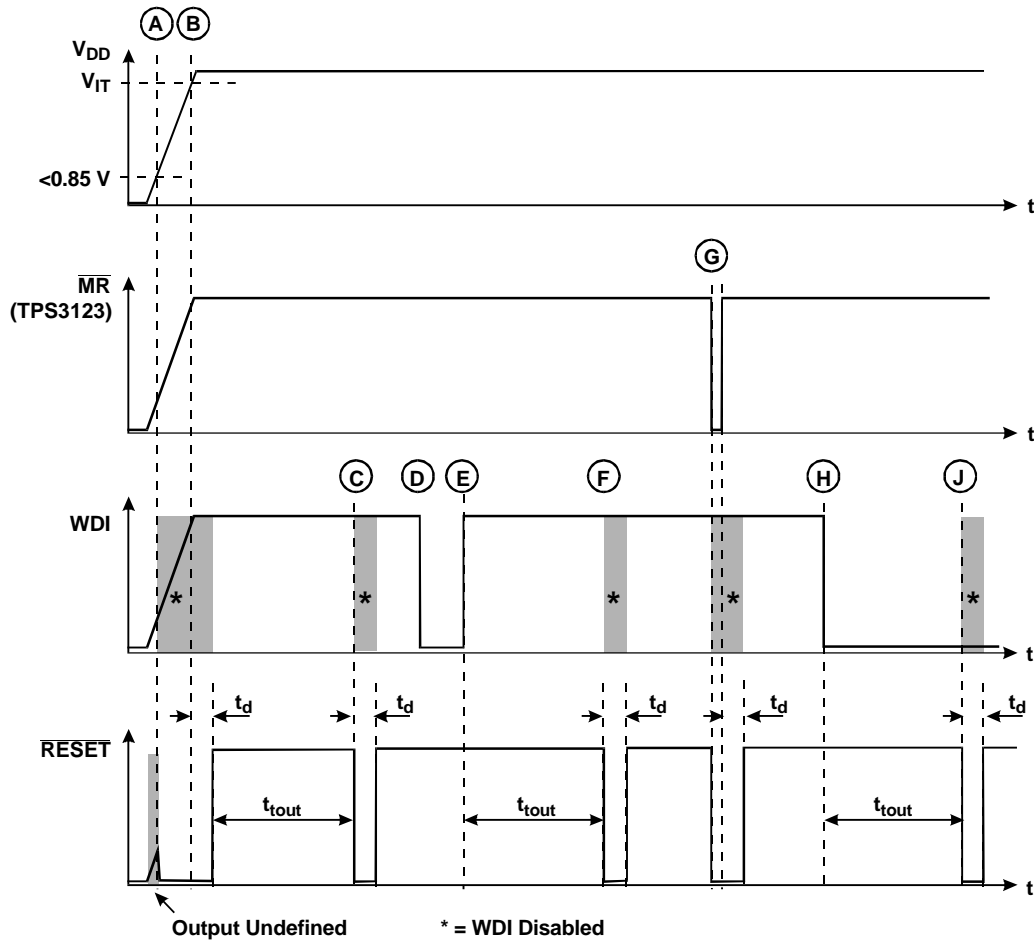 A B
VDD
VIT
<0.85 V
t
G
MR
(TPS3123)
t
C D E F H J
WDI
* * * * *
t
td td td td td
RESET
ttout ttout ttout
t
Output Undefined * = WDI Disabled